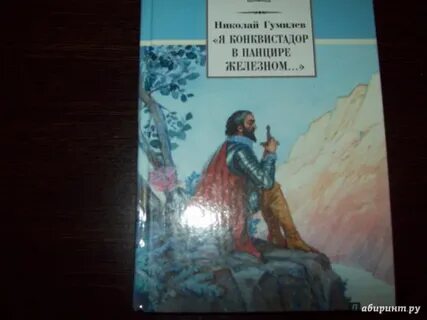 Николай Гумилев
«Я КОНКВИСТАДОР
В ПАНЦИРЕ
ЖЕЛЕЗНОМ...»
абиринт.ру